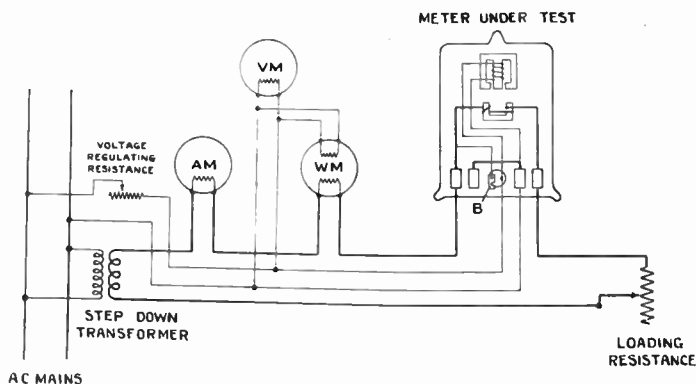 METER UNDER TEST
VM
VOLTAGE
REGULATING
RESISTANCE
AM
WM
B
STEP DOWN
TRANSFORMER
LOADING
RESISTANCE
AC MAINS